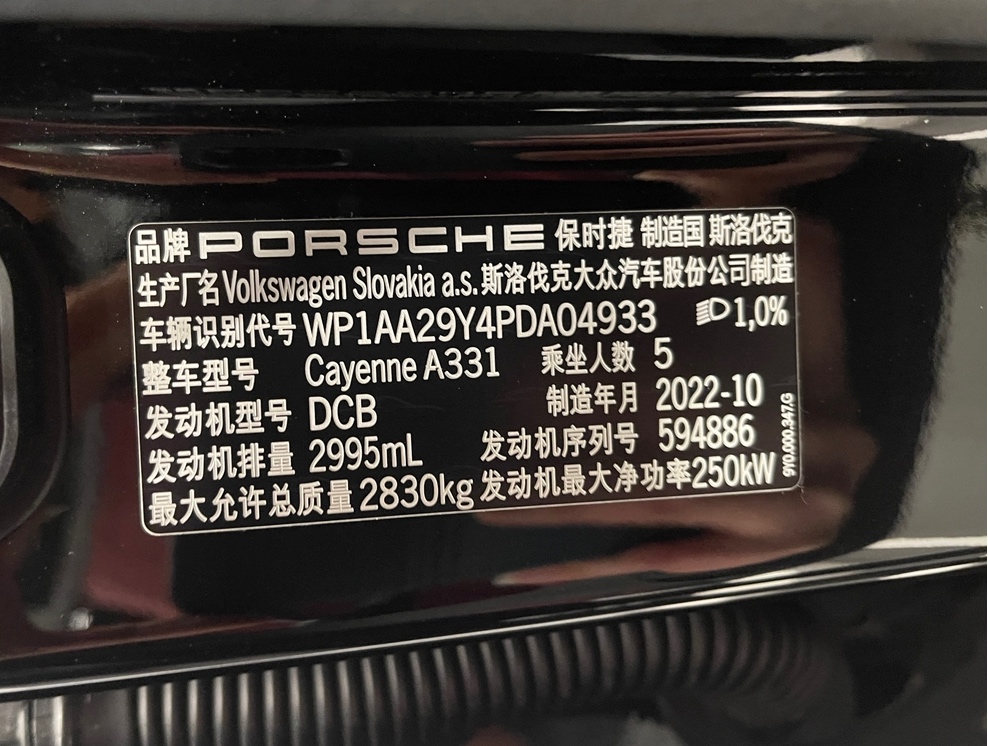 品牌 PORSCHE 保时捷 制造国 斯洛伐克
生产厂名 Volkswagen Slovakia a.s. 斯洛伐克大众汽车股份公司制造
车辆识别代号 WP1AA29Y4PDA04933 1,0%
整车型号 Cayenne A331 乘坐人数 5
发动机型号 DCB 制造年月 2022-10
发动机排量 2995mL 发动机序列号 594886
最大允许总质量 2830kg 发动机最大净功率 250kW
9Y0.000.347.G